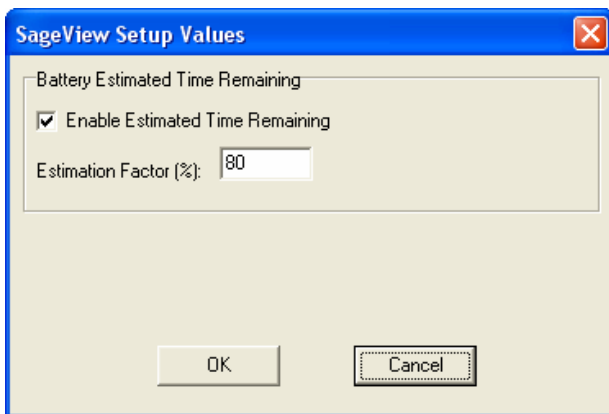 SageView Setup Values
Battery Estimated Time Remaining
Enable Estimated Time Remaining
Estimation Factor (%): 80
OK Cancel